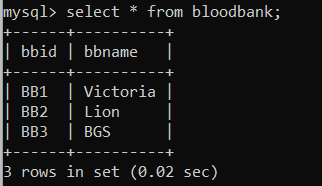 mysql> select * from bloodbank;
+------+----------+
| bbid | bbname   |
+------+----------+
| BB1  | Victoria |
| BB2  | Lion     |
| BB3  | BGS      |
+------+----------+
3 rows in set (0.02 sec)